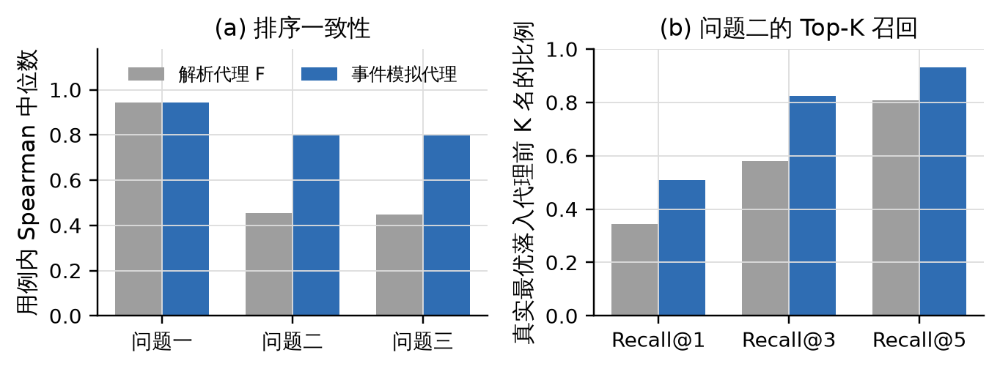 (a) 排序一致性
用例内 Spearman 中位数
解析代理 F
事件模拟代理
1.0
0.8
0.6
0.4
0.2
0.0
问题一
问题二
问题三
(b) 问题二的 Top-K 召回
真实最优落入代理前 K 名的比例
1.0
0.8
0.6
0.4
0.2
0.0
Recall@1
Recall@3
Recall@5